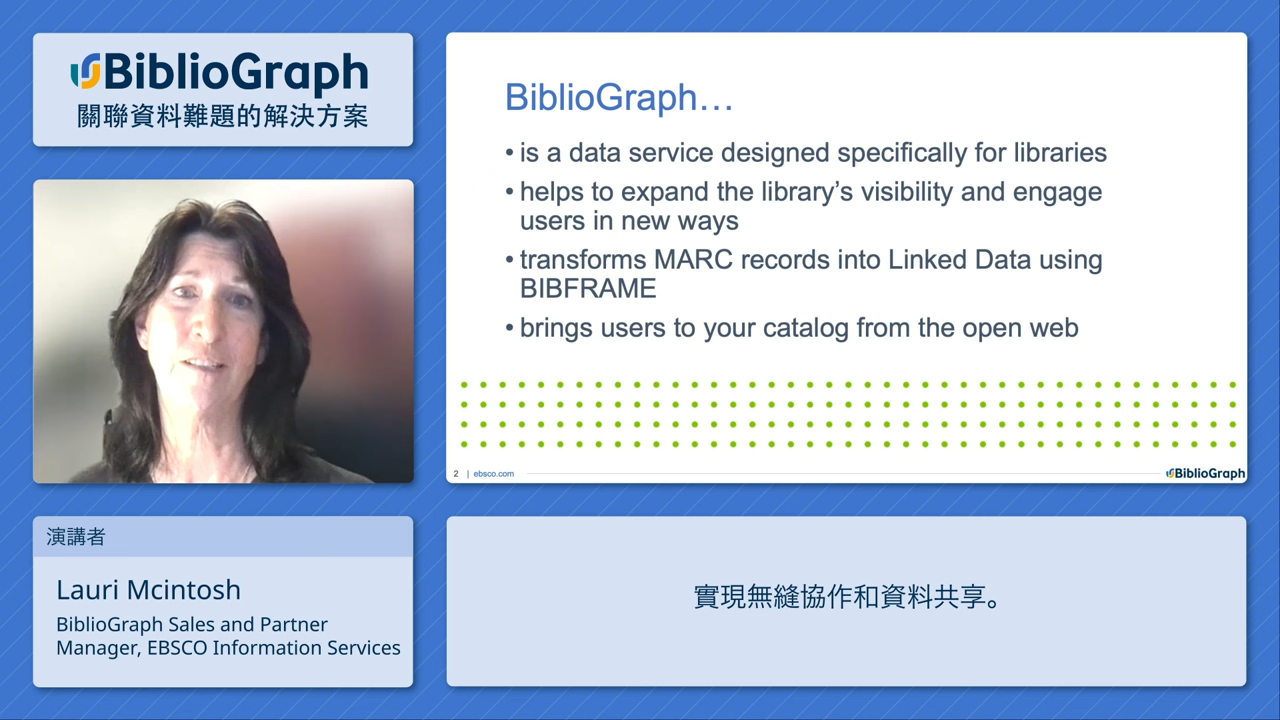 BiblioGraph
關聯資料難題的解決方案
BiblioGraph…
• is a data service designed specifically for libraries
• helps to expand the library’s visibility and engage
users in new ways
• transforms MARC records into Linked Data using
BIBFRAME
• brings users to your catalog from the open web
2 | ebsco.com
BiblioGraph
演講者
Lauri Mcintosh
BiblioGraph Sales and Partner
Manager, EBSCO Information Services
實現無縫協作和資料共享。